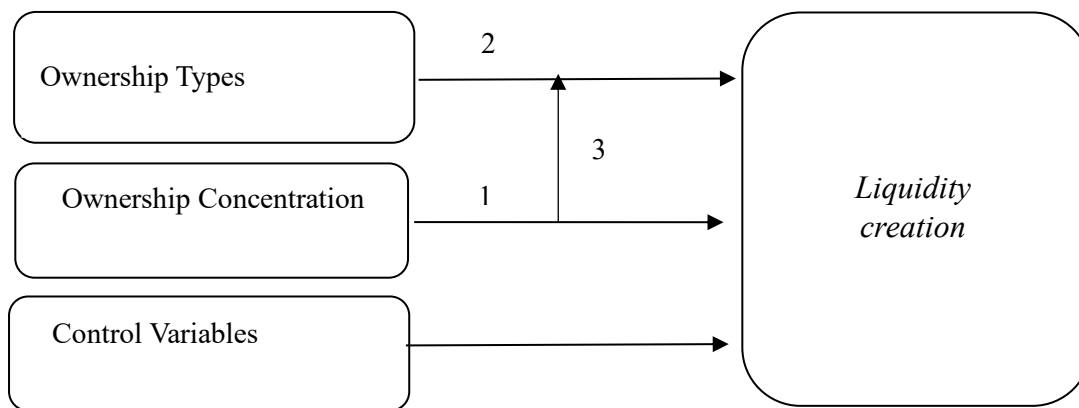 2
Ownership Types
3
Ownership Concentration
1
Liquidity
creation
Control Variables